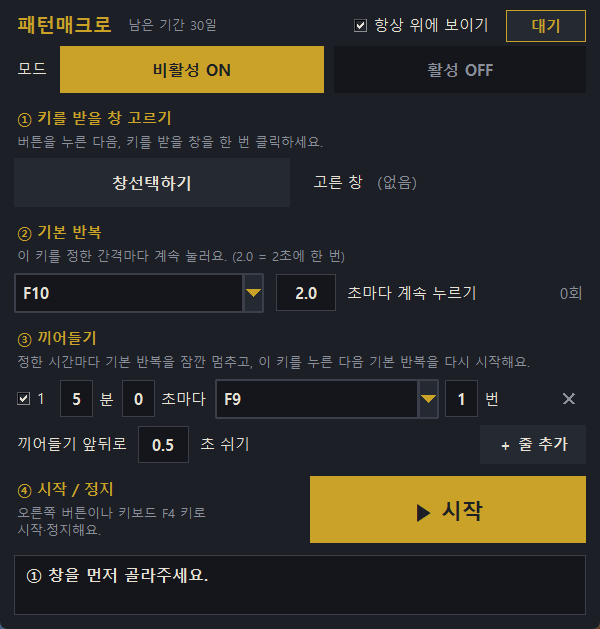 패턴매크로 남은 기간 30일 항상 위에 보이기 대기
모드 비활성 ON 활성 OFF
① 키를 받을 창 고르기
버튼을 누른 다음, 키를 받을 창을 한 번 클릭하세요.
창선택하기 고른 창 (없음)
② 기본 반복
이 키를 정한 간격마다 계속 눌러요. (2.0 = 2초에 한 번)
F10 2.0 초마다 계속 누르기 0회
③ 끼어들기
정한 시간마다 기본 반복을 잠깐 멈추고, 이 키를 누른 다음 기본 반복을 다시 시작해요.
1 5 분 0 초마다 F9 1 번 ✕
끼어들기 앞뒤로 0.5 초 쉬기 + 줄 추가
④ 시작 / 정지
오른쪽 버튼이나 키보드 F4 키로
시작·정지해요.
▶ 시작
① 창을 먼저 골라주세요.